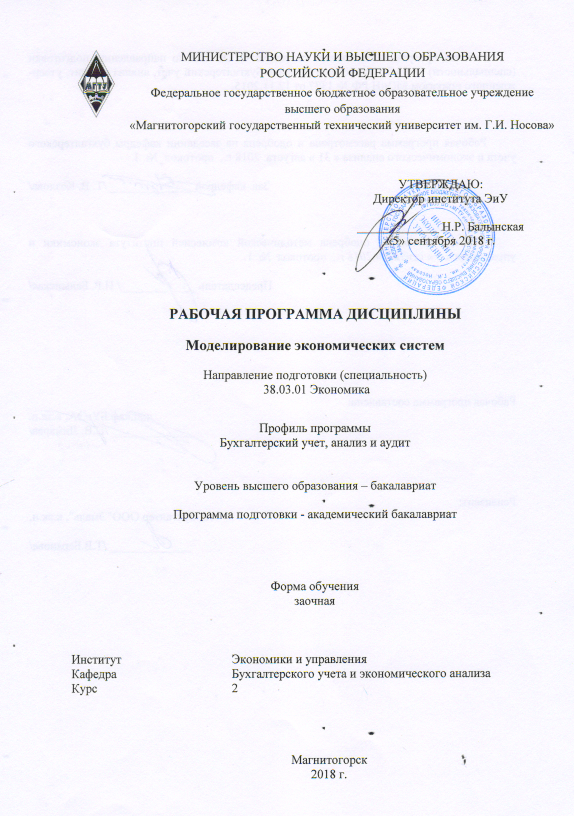 МИНИСТЕРСТВО НАУКИ И ВЫСШЕГО ОБРАЗОВАНИЯ
РОССИЙСКОЙ ФЕДЕРАЦИИ
Федеральное государственное бюджетное образовательное учреждение
высшего образования
«Магнитогорский государственный технический университет им. Г.И. Носова»
УТВЕРЖДАЮ:
Директор института ЭиУ
Н.Р. Балынская
«5» сентября 2018 г.
РАБОЧАЯ ПРОГРАММА ДИСЦИПЛИНЫ
Моделирование экономических систем
Направление подготовки (специальность)
38.03.01 Экономика
Профиль программы
Бухгалтерский учет, анализ и аудит
Уровень высшего образования – бакалавриат
Программа подготовки - академический бакалавриат
Форма обучения
заочная
Институт Экономики и управления
Кафедра Бухгалтерского учета и экономического анализа
Курс 2
Магнитогорск
2018 г.